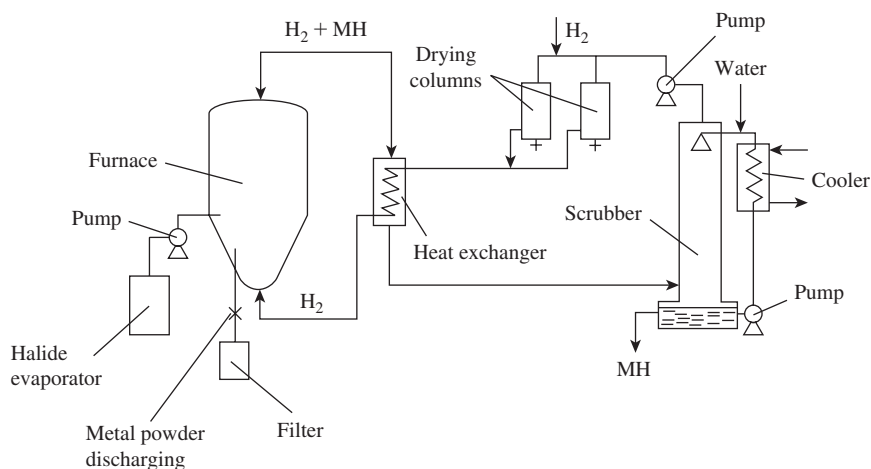 H₂ + MH
H₂
Pump
Drying
columns
Water
Furnace
Cooler
Pump
Scrubber
Heat exchanger
H₂
Pump
Halide
evaporator
MH
Metal powder
discharging
Filter